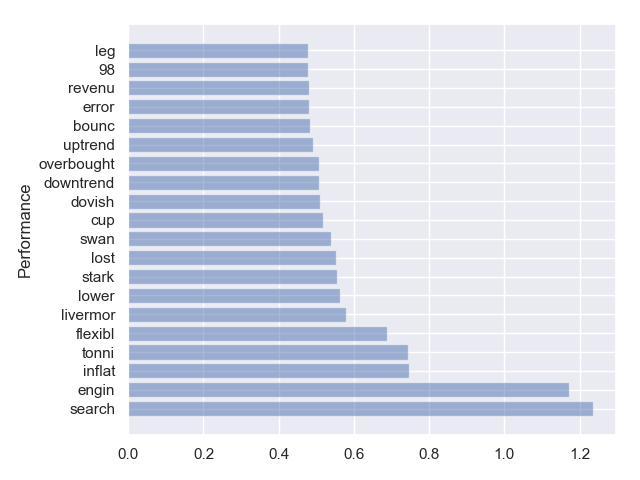 leg
98
revenu
error
bounc
uptrend
overbought
downtrend
dovish
cup
swan
lost
stark
lower
livermor
flexibl
tonni
inflat
engin
search
Performance
0.0 0.2 0.4 0.6 0.8 1.0 1.2